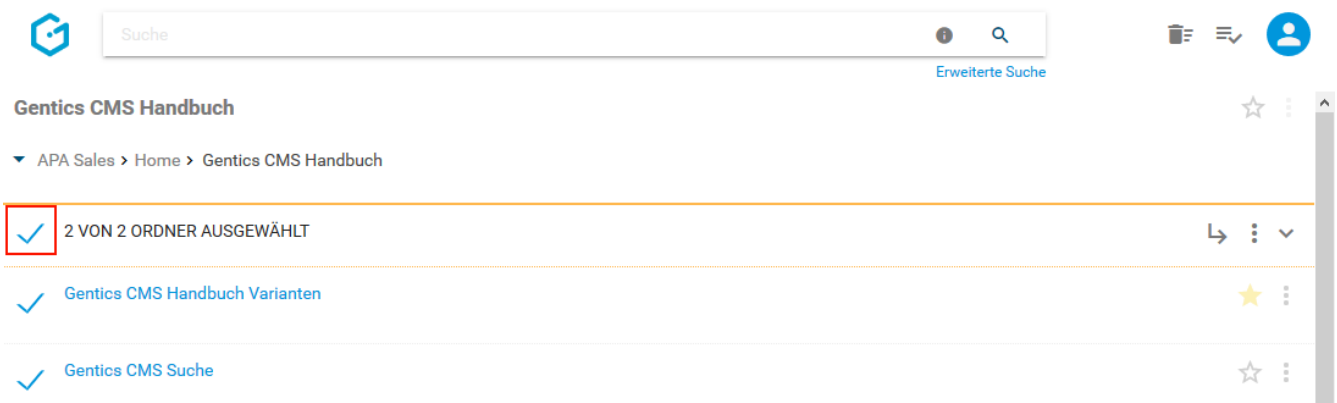 Suche
Erweiterte Suche
Gentics CMS Handbuch
APA Sales > Home > Gentics CMS Handbuch
2 VON 2 ORDNER AUSGEWÄHLT
Gentics CMS Handbuch Varianten
Gentics CMS Suche